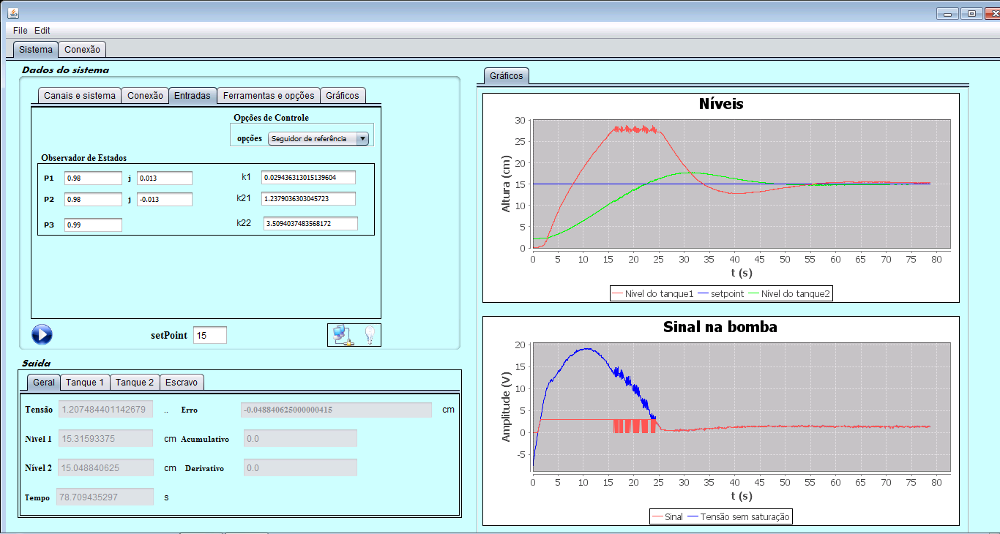 File Edit
Sistema Conexão
Dados do sistema
Canais e sistema Conexão Entradas Ferramentas e opções Gráficos
Opções de Controle
opções Seguidor de referência
Observador de Estados
P1 0.98 j 0.013 k1 0.029436313015139604
P2 0.98 j -0.013 k21 1.2379036303045723
P3 0.99 k22 3.5094037483568172
setPoint 15
Saida
Geral Tanque 1 Tanque 2 Escravo
Tensão 1.207484401142679 .. Erro -0.048840625000000415 cm
Nivel 1 15.31593375 cm Acumulativo 0.0
Nivel 2 15.048840625 cm Derivativo 0.0
Tempo 78.709435297 s
Gráficos
Níveis
Altura (cm)
30
25
20
15
10
5
0
0 5 10 15 20 25 30 35 40 45 50 55 60 65 70 75 80
t (s)
Nível do tanque1 setpoint Nível do tanque2
Sinal na bomba
Amplitude (V)
20
15
10
5
0
-5
0 5 10 15 20 25 30 35 40 45 50 55 60 65 70 75 80
t (s)
Sinal Tensão sem saturação